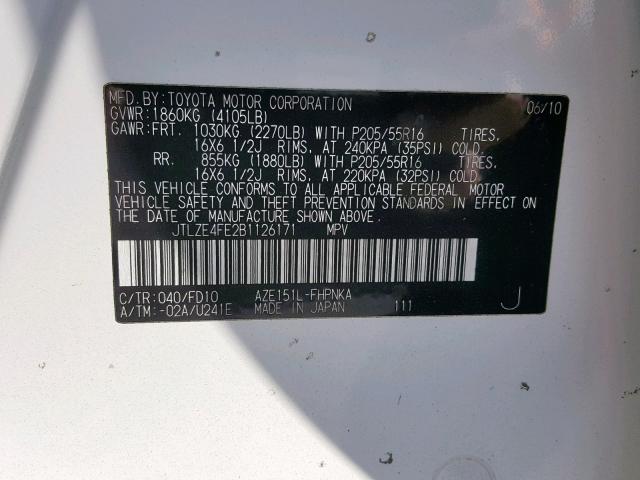 MFD. BY: TOYOTA MOTOR CORPORATION 06/10
GVWR: 1860KG (4105LB)
GAWR: FRT. 1030KG (2270LB) WITH P205/55R16 TIRES,
16X6 1/2J RIMS, AT 240KPA (35PSI) COLD.
RR. 855KG (1880LB) WITH P205/55R16 TIRES,
16X6 1/2J RIMS, AT 220KPA (32PSI) COLD.
THIS VEHICLE CONFORMS TO ALL APPLICABLE FEDERAL MOTOR
VEHICLE SAFETY AND THEFT PREVENTION STANDARDS IN EFFECT ON
THE DATE OF MANUFACTURE SHOWN ABOVE.
JTLZE4FE2B1126171 MPV
C/TR: 040/FD10 AZE151L-FHPNKA
A/TM: -02A/U241E MADE IN JAPAN 111 J